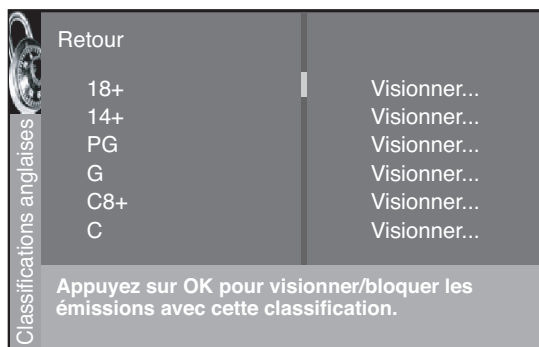 Classifications anglaises
Retour
18+ Visionner...
14+ Visionner...
PG Visionner...
G Visionner...
C8+ Visionner...
C Visionner...
Appuyez sur OK pour visionner/bloquer les
émissions avec cette classification.